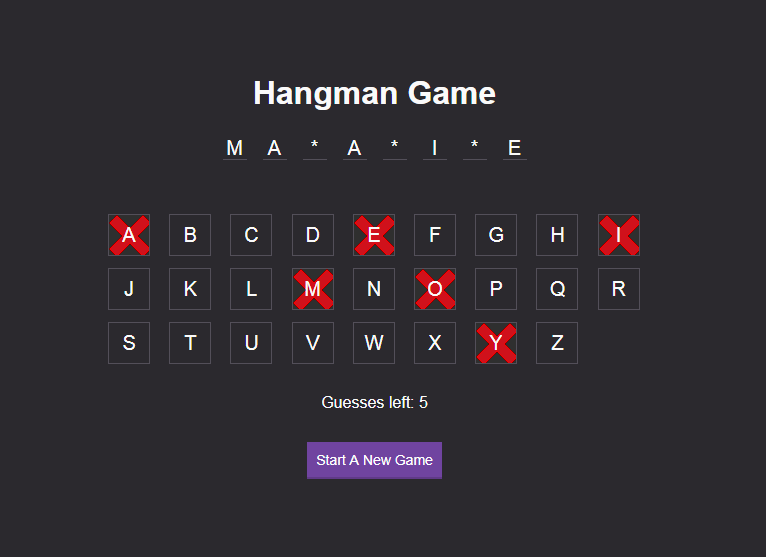 Hangman Game
M A * A * I * E
A B C D E F G H I
J K L M N O P Q R
S T U V W X Y Z
Guesses left: 5
Start A New Game